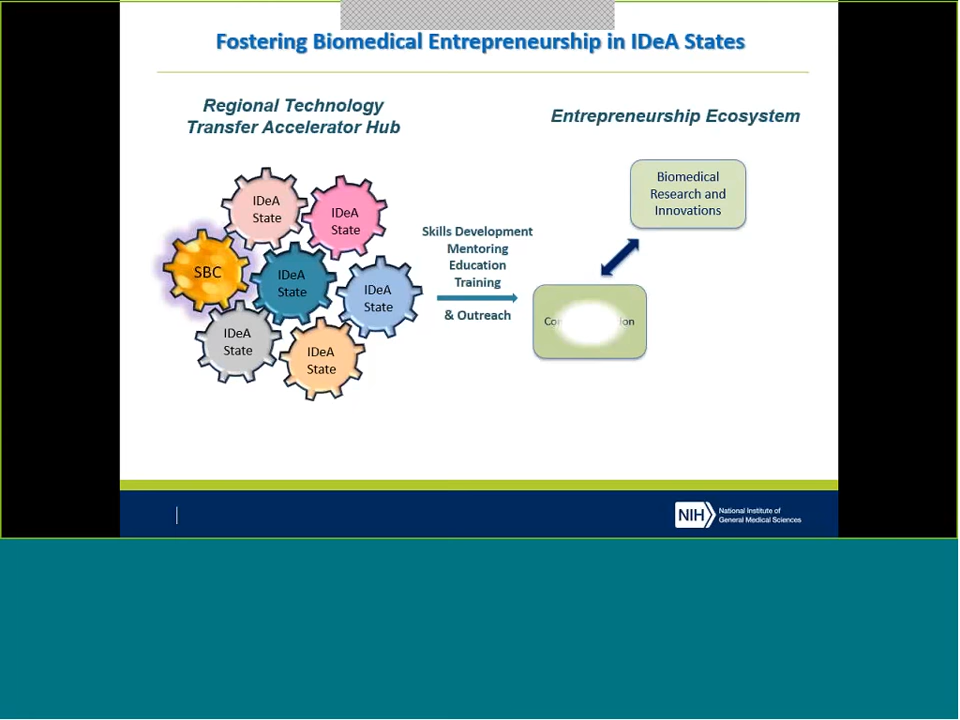 Fostering Biomedical Entrepreneurship in IDeA States
Regional Technology
Transfer Accelerator Hub
Entrepreneurship Ecosystem
IDeA
State
IDeA
State
SBC
IDeA
State
IDeA
State
IDeA
State
IDeA
State
Skills Development
Mentoring
Education
Training
& Outreach
Biomedical
Research and
Innovations
NIH
National Institute of
General Medical Sciences